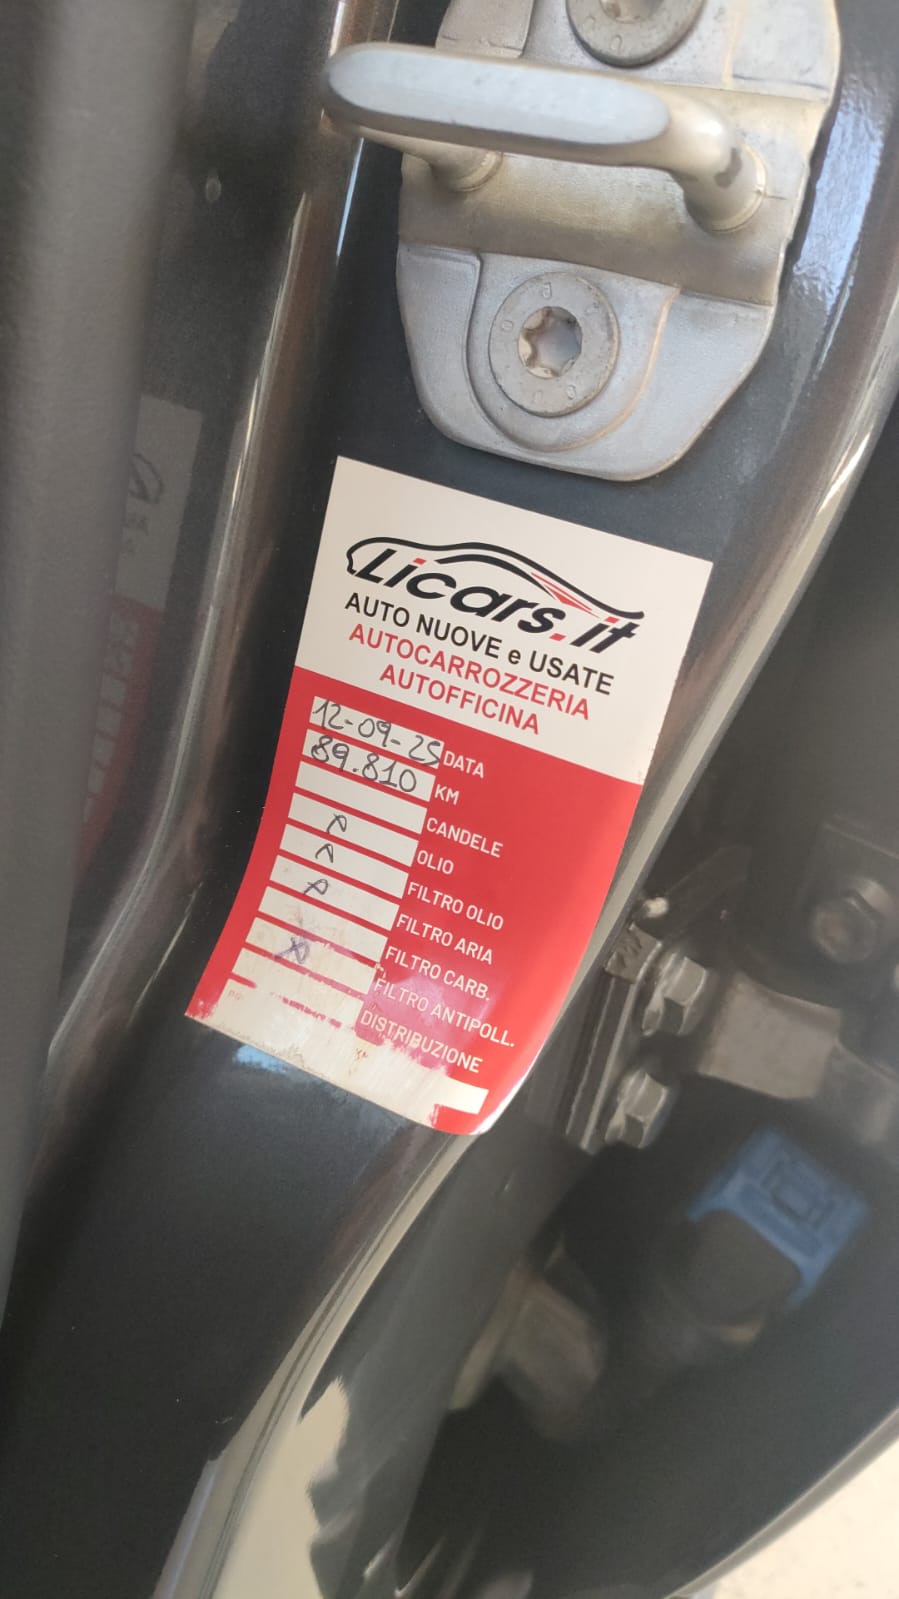 Licars.it
AUTO NUOVE e USATE
AUTOCARROZZERIA
AUTOFFICINA
12-09-25 DATA
89.810 KM
CANDELE
X OLIO
X FILTRO OLIO
X FILTRO ARIA
FILTRO CARB.
X FILTRO ANTIPOLL.
DISTRIBUZIONE